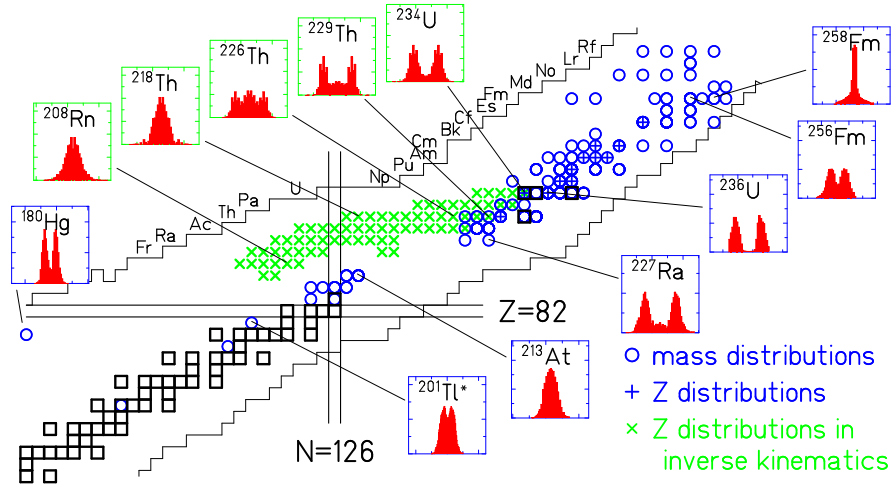 ²²⁹Th
²³⁴U
²²⁶Th
²¹⁸Th
²⁰⁸Rn
¹⁸⁰Hg
²⁵⁸Fm
²⁵⁶Fm
²³⁶U
²²⁷Ra
²¹³At
²⁰¹Tl*
Fr
Ra
Ac
Th
Pa
U
Np
Pu
Am
Cm
Bk
Cf
Es
Fm
Md
No
Lr
Rf
Z=82
N=126
mass distributions
Z distributions
Z distributions in
inverse kinematics